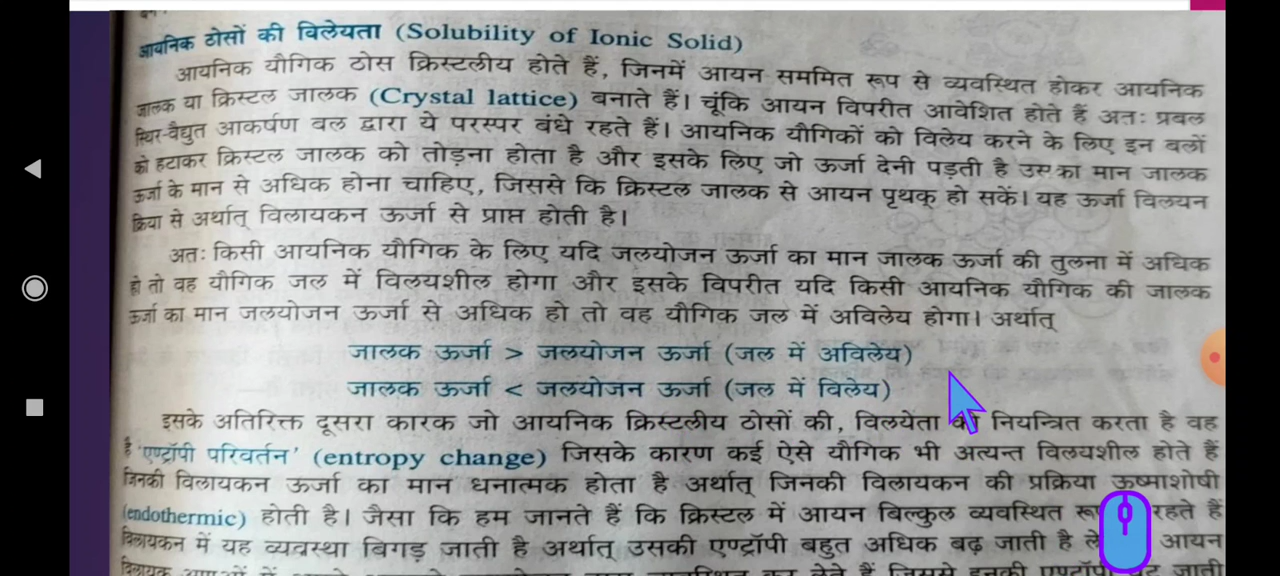 आयनिक ठोसों की विलेयता (Solubility of Ionic Solid)
आयनिक यौगिक ठोस क्रिस्टलीय होते हैं, जिनमें आयन सममित रूप से व्यवस्थित होकर आयनिक
जालक या क्रिस्टल जालक (Crystal lattice) बनाते हैं। चूंकि आयन विपरीत आवेशित होते हैं अतः प्रबल
स्थिर-वैद्युत आकर्षण बल द्वारा ये परस्पर बंधे रहते हैं। आयनिक यौगिकों को विलेय करने के लिए इन बलों
को हटाकर क्रिस्टल जालक को तोड़ना होता है और इसके लिए जो ऊर्जा देनी पड़ती है उसका मान जालक
ऊर्जा के मान से अधिक होना चाहिए, जिससे कि क्रिस्टल जालक से आयन पृथक् हो सकें। यह ऊर्जा विलयन
क्रिया से अर्थात् विलायकन ऊर्जा से प्राप्त होती है।
अतः किसी आयनिक यौगिक के लिए यदि जलयोजन ऊर्जा का मान जालक ऊर्जा की तुलना में अधिक
हो तो वह यौगिक जल में विलयशील होगा और इसके विपरीत यदि किसी आयनिक यौगिक की जालक
ऊर्जा का मान जलयोजन ऊर्जा से अधिक हो तो वह यौगिक जल में अविलेय होगा। अर्थात्
जालक ऊर्जा > जलयोजन ऊर्जा (जल में अविलेय)
जालक ऊर्जा < जलयोजन ऊर्जा (जल में विलेय)
इसके अतिरिक्त दूसरा कारक जो आयनिक क्रिस्टलीय ठोसों की, विलयेता को नियन्त्रित करता है वह
है 'एण्ट्रॉपी परिवर्तन' (entropy change) जिसके कारण कई ऐसे यौगिक भी अत्यन्त विलयशील होते हैं
जिनकी विलायकन ऊर्जा का मान धनात्मक होता है अर्थात् जिनकी विलायकन की प्रक्रिया ऊष्माशोषी
(endothermic) होती है। जैसा कि हम जानते हैं कि क्रिस्टल में आयन बिल्कुल व्यवस्थित रहते हैं
विलायकन में यह व्यवस्था बिगड़ जाती है अर्थात् उसकी एण्ट्रॉपी बहुत अधिक बढ़ जाती है आयन